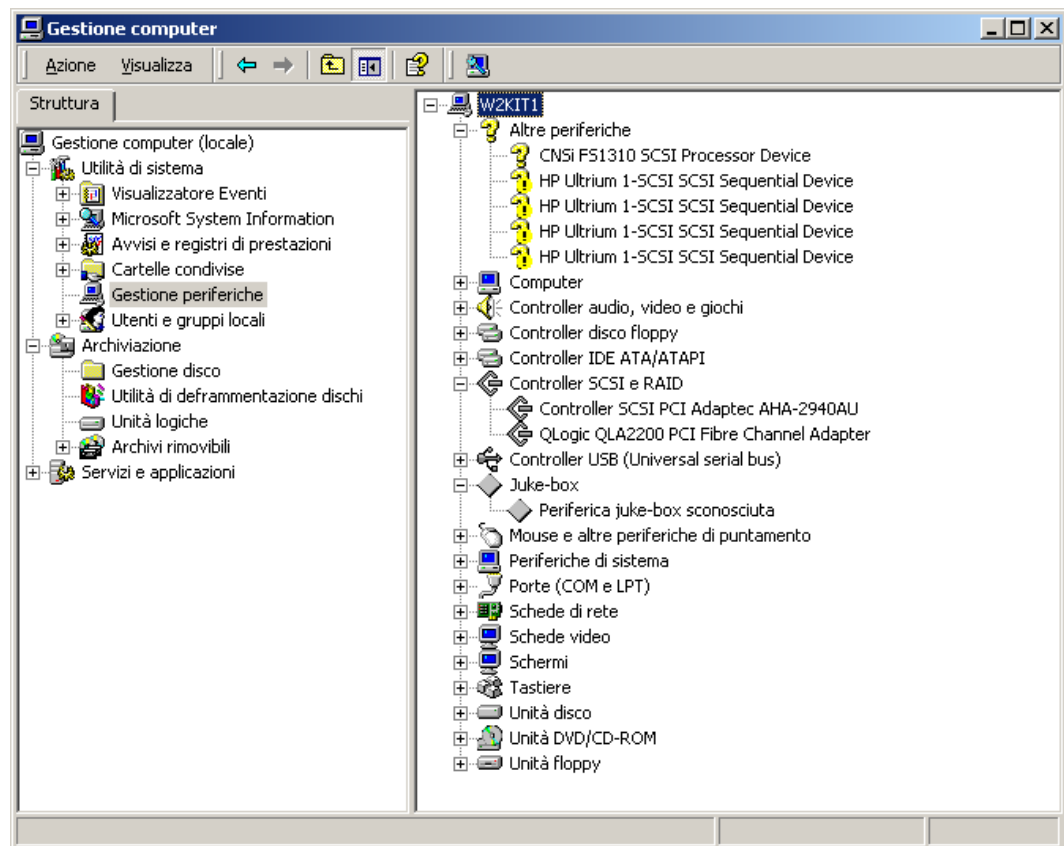 Gestione computer
Azione Visualizza
Struttura
Gestione computer (locale)
Utilità di sistema
Visualizzatore Eventi
Microsoft System Information
Avvisi e registri di prestazioni
Cartelle condivise
Gestione periferiche
Utenti e gruppi locali
Archiviazione
Gestione disco
Utilità di deframmentazione dischi
Unità logiche
Archivi rimovibili
Servizi e applicazioni
W2KIT1
Altre periferiche
CNSi FS1310 SCSI Processor Device
HP Ultrium 1-SCSI SCSI Sequential Device
HP Ultrium 1-SCSI SCSI Sequential Device
HP Ultrium 1-SCSI SCSI Sequential Device
HP Ultrium 1-SCSI SCSI Sequential Device
Computer
Controller audio, video e giochi
Controller disco floppy
Controller IDE ATA/ATAPI
Controller SCSI e RAID
Controller SCSI PCI Adaptec AHA-2940AU
QLogic QLA2200 PCI Fibre Channel Adapter
Controller USB (Universal serial bus)
Juke-box
Periferica juke-box sconosciuta
Mouse e altre periferiche di puntamento
Periferiche di sistema
Porte (COM e LPT)
Schede di rete
Schede video
Schermi
Tastiere
Unità disco
Unità DVD/CD-ROM
Unità floppy